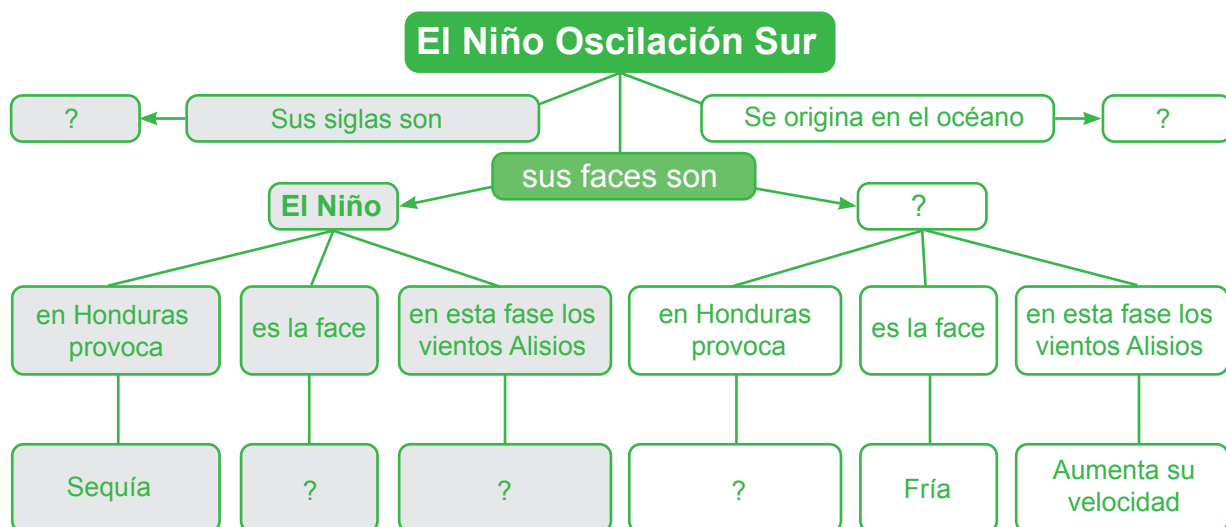 El Niño Oscilación Sur
?
Sus siglas son
Se origina en el océano
?
sus faces son
El Niño
?
en Honduras
provoca
es la face
en esta fase los
vientos Alisios
en Honduras
provoca
es la face
en esta fase los
vientos Alisios
Sequía
?
?
?
Fría
Aumenta su
velocidad